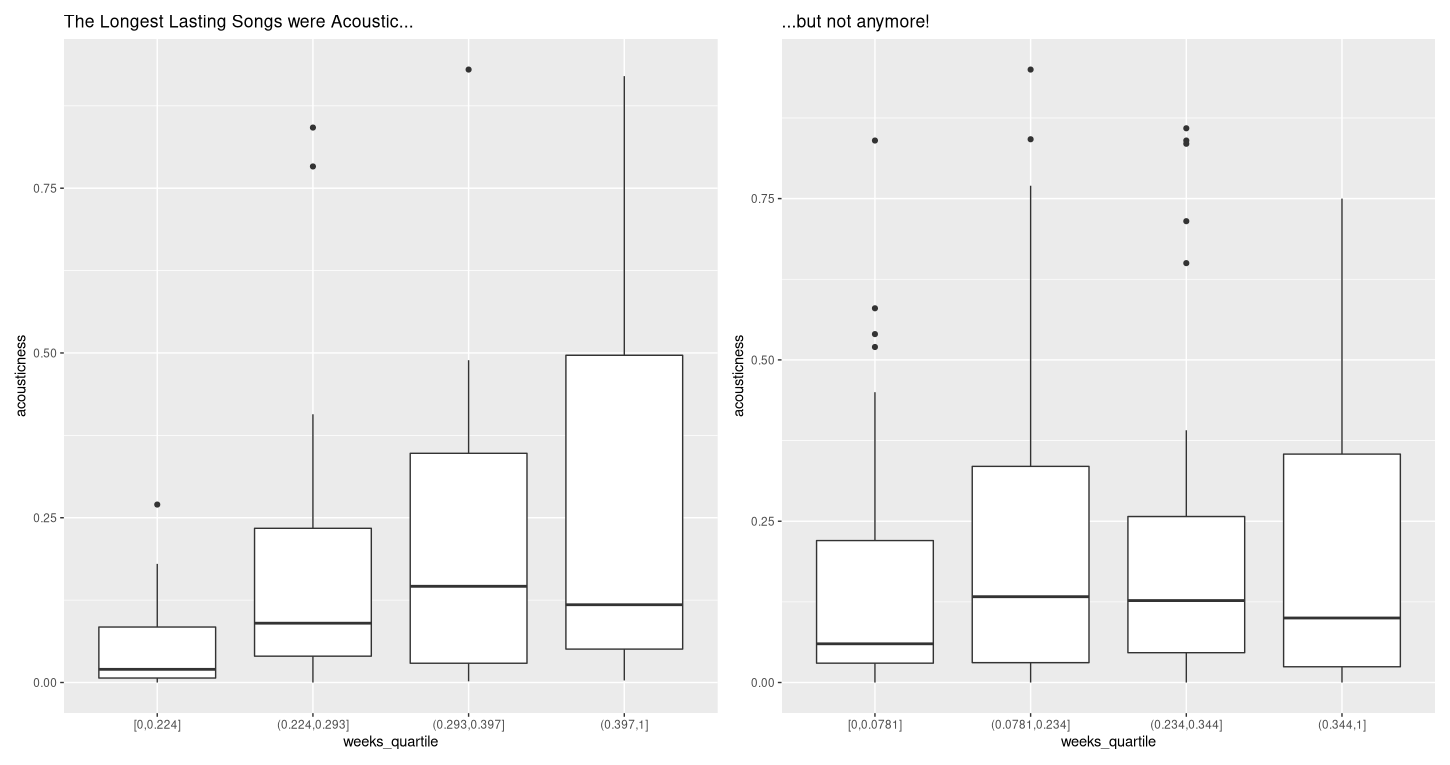 The Longest Lasting Songs were Acoustic...
acousticness
0.75
0.50
0.25
0.00
[0,0.224]
(0.224,0.293]
(0.293,0.397]
(0.397,1]
weeks_quartile
...but not anymore!
acousticness
0.75
0.50
0.25
0.00
[0,0.0781]
(0.0781,0.234]
(0.234,0.344]
(0.344,1]
weeks_quartile